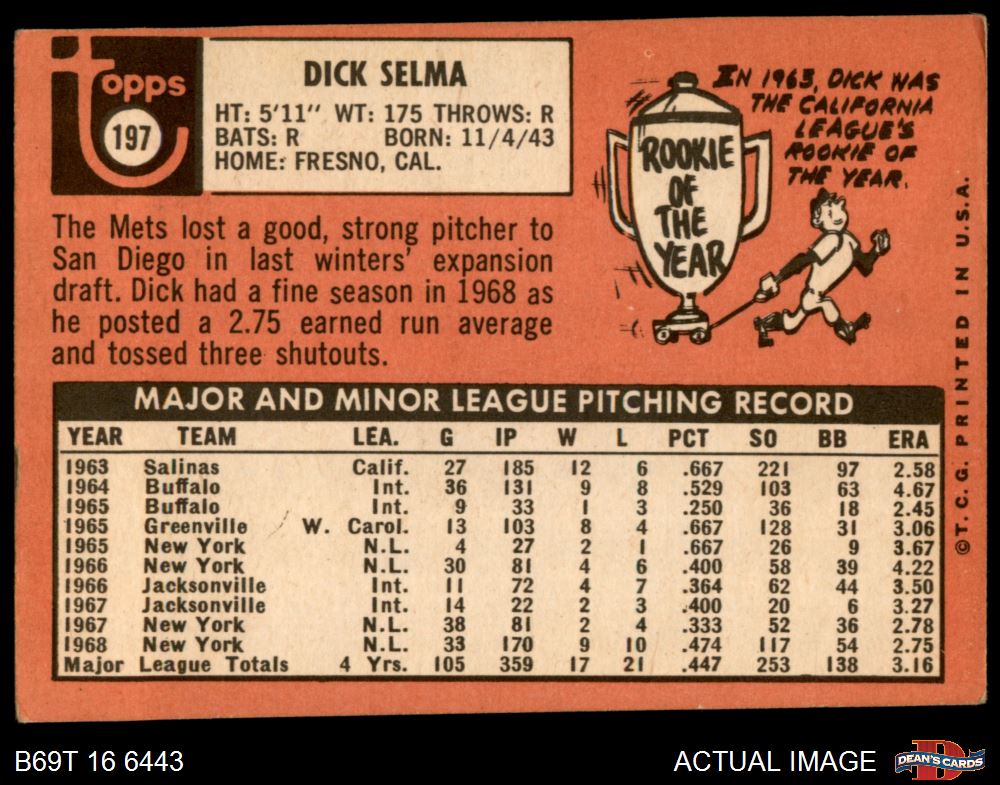 topps
197
DICK SELMA
HT: 5'11" WT: 175 THROWS: R
BATS: R BORN: 11/4/43
HOME: FRESNO, CAL.
The Mets lost a good, strong pitcher to
San Diego in last winters' expansion
draft. Dick had a fine season in 1968 as
he posted a 2.75 earned run average
and tossed three shutouts.
IN 1963, DICK WAS
THE CALIFORNIA
LEAGUE'S
ROOKIE OF
THE YEAR.
ROOKIE
OF
THE
YEAR
MAJOR AND MINOR LEAGUE PITCHING RECORD
YEAR TEAM LEA. G IP W L PCT SO BB ERA
1963 Salinas Calif. 27 185 12 6 .667 221 97 2.58
1964 Buffalo Int. 36 131 9 8 .529 103 63 4.67
1965 Buffalo Int. 9 33 1 3 .250 36 18 2.45
1965 Greenville W. Carol. 13 103 8 4 .667 128 31 3.06
1965 New York N.L. 4 27 2 1 .667 26 9 3.67
1966 New York N.L. 30 81 4 6 .400 58 39 4.22
1966 Jacksonville Int. 11 72 4 7 .364 62 44 3.50
1967 Jacksonville Int. 14 22 2 3 .400 20 6 3.27
1967 New York N.L. 38 81 2 4 .333 52 36 2.78
1968 New York N.L. 33 170 9 10 .474 117 54 2.75
Major League Totals 4 Yrs. 105 359 17 21 .447 253 138 3.16
©T. C. G. PRINTED IN U.S.A.
B69T 16 6443
ACTUAL IMAGE
DEAN'S CARDS